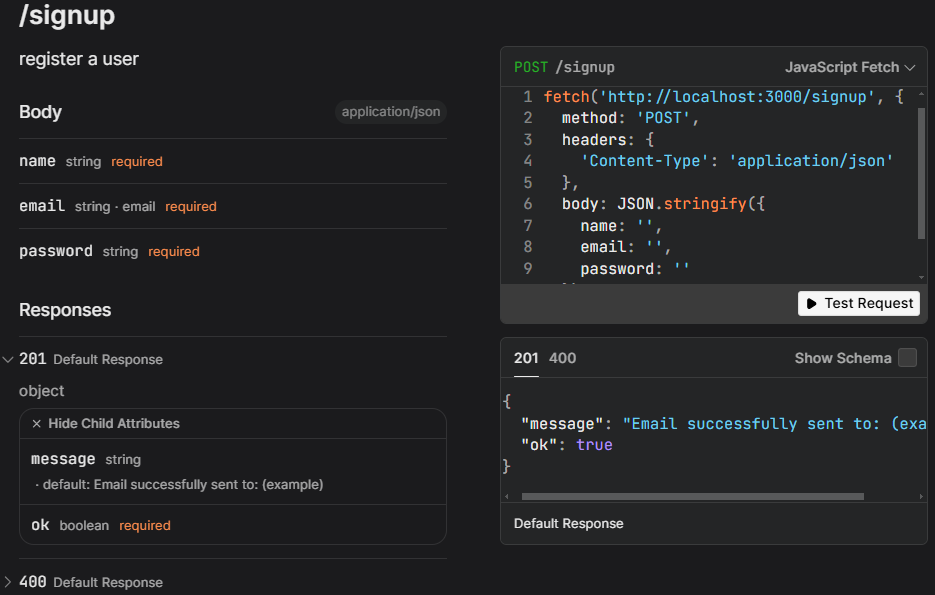 /signup
register a user
Body application/json
name string required
email string · email required
password string required
Responses
201 Default Response
object
× Hide Child Attributes
message string
· default: Email successfully sent to: (example)
ok boolean required
400 Default Response
POST /signup JavaScript Fetch
1 fetch('http://localhost:3000/signup', {
2 method: 'POST',
3 headers: {
4 'Content-Type': 'application/json'
5 },
6 body: JSON.stringify({
7 name: '',
8 email: '',
9 password: ''
Test Request
201 400 Show Schema
{
"message": "Email successfully sent to: (exa
"ok": true
}
Default Response